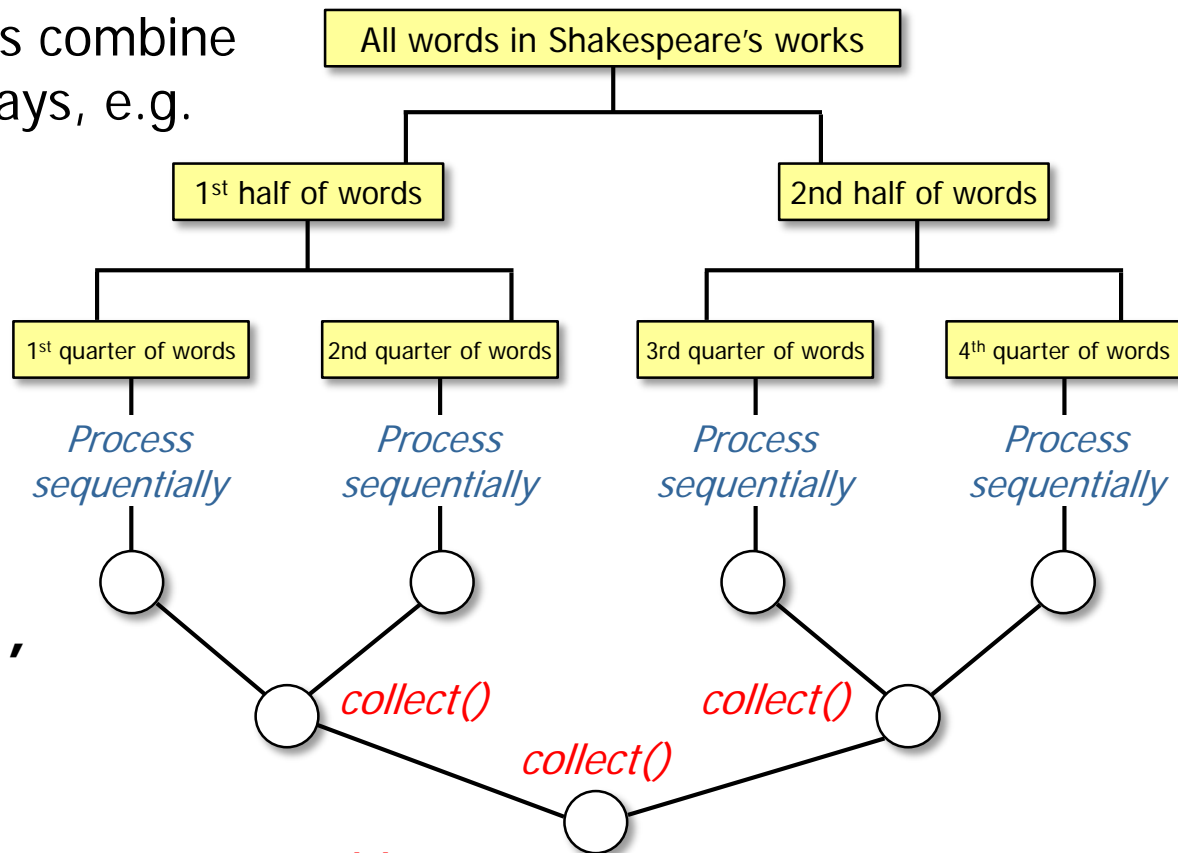 s combine
ays, e.g.
All words in Shakespeare's works
1st half of words
2nd half of words
1st quarter of words
2nd quarter of words
3rd quarter of words
4th quarter of words
Process
sequentially
Process
sequentially
Process
sequentially
Process
sequentially
,
collect()
collect()
collect()